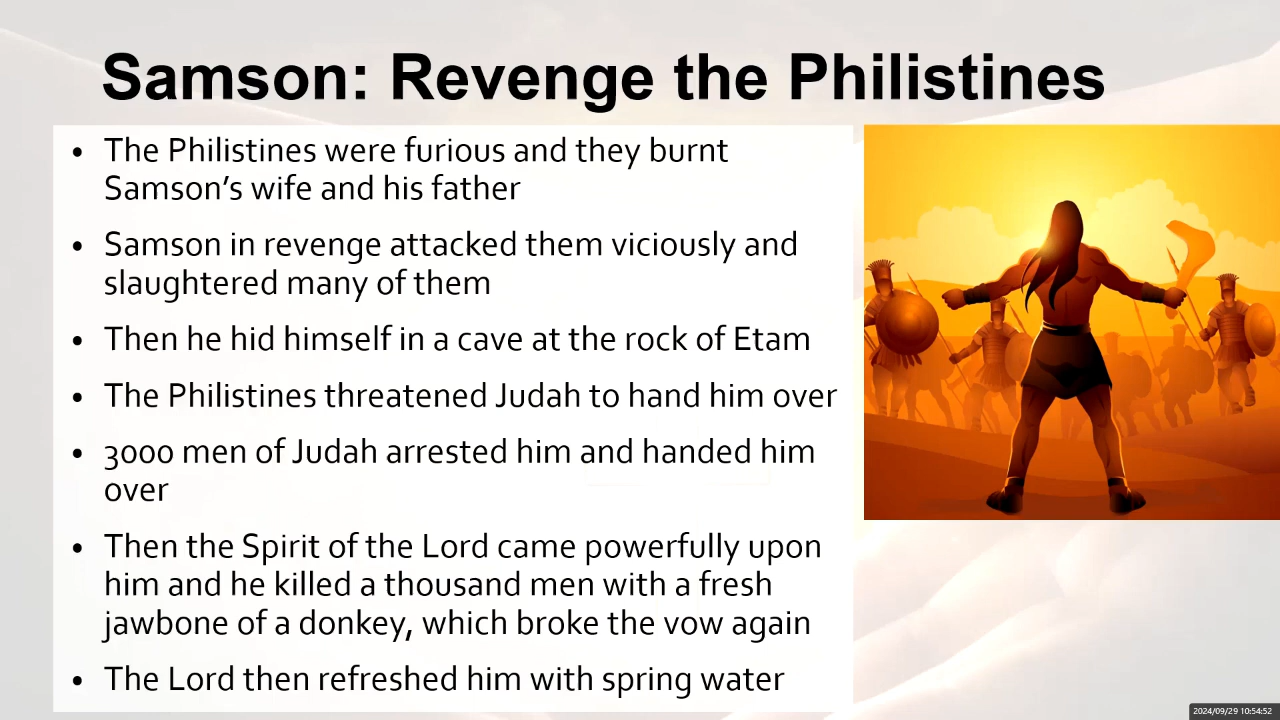 Samson: Revenge the Philistines
• The Philistines were furious and they burnt
Samson’s wife and his father
• Samson in revenge attacked them viciously and
slaughtered many of them
• Then he hid himself in a cave at the rock of Etam
• The Philistines threatened Judah to hand him over
• 3000 men of Judah arrested him and handed him
over
• Then the Spirit of the Lord came powerfully upon
him and he killed a thousand men with a fresh
jawbone of a donkey, which broke the vow again
• The Lord then refreshed him with spring water
2024/09/29 10:54:52